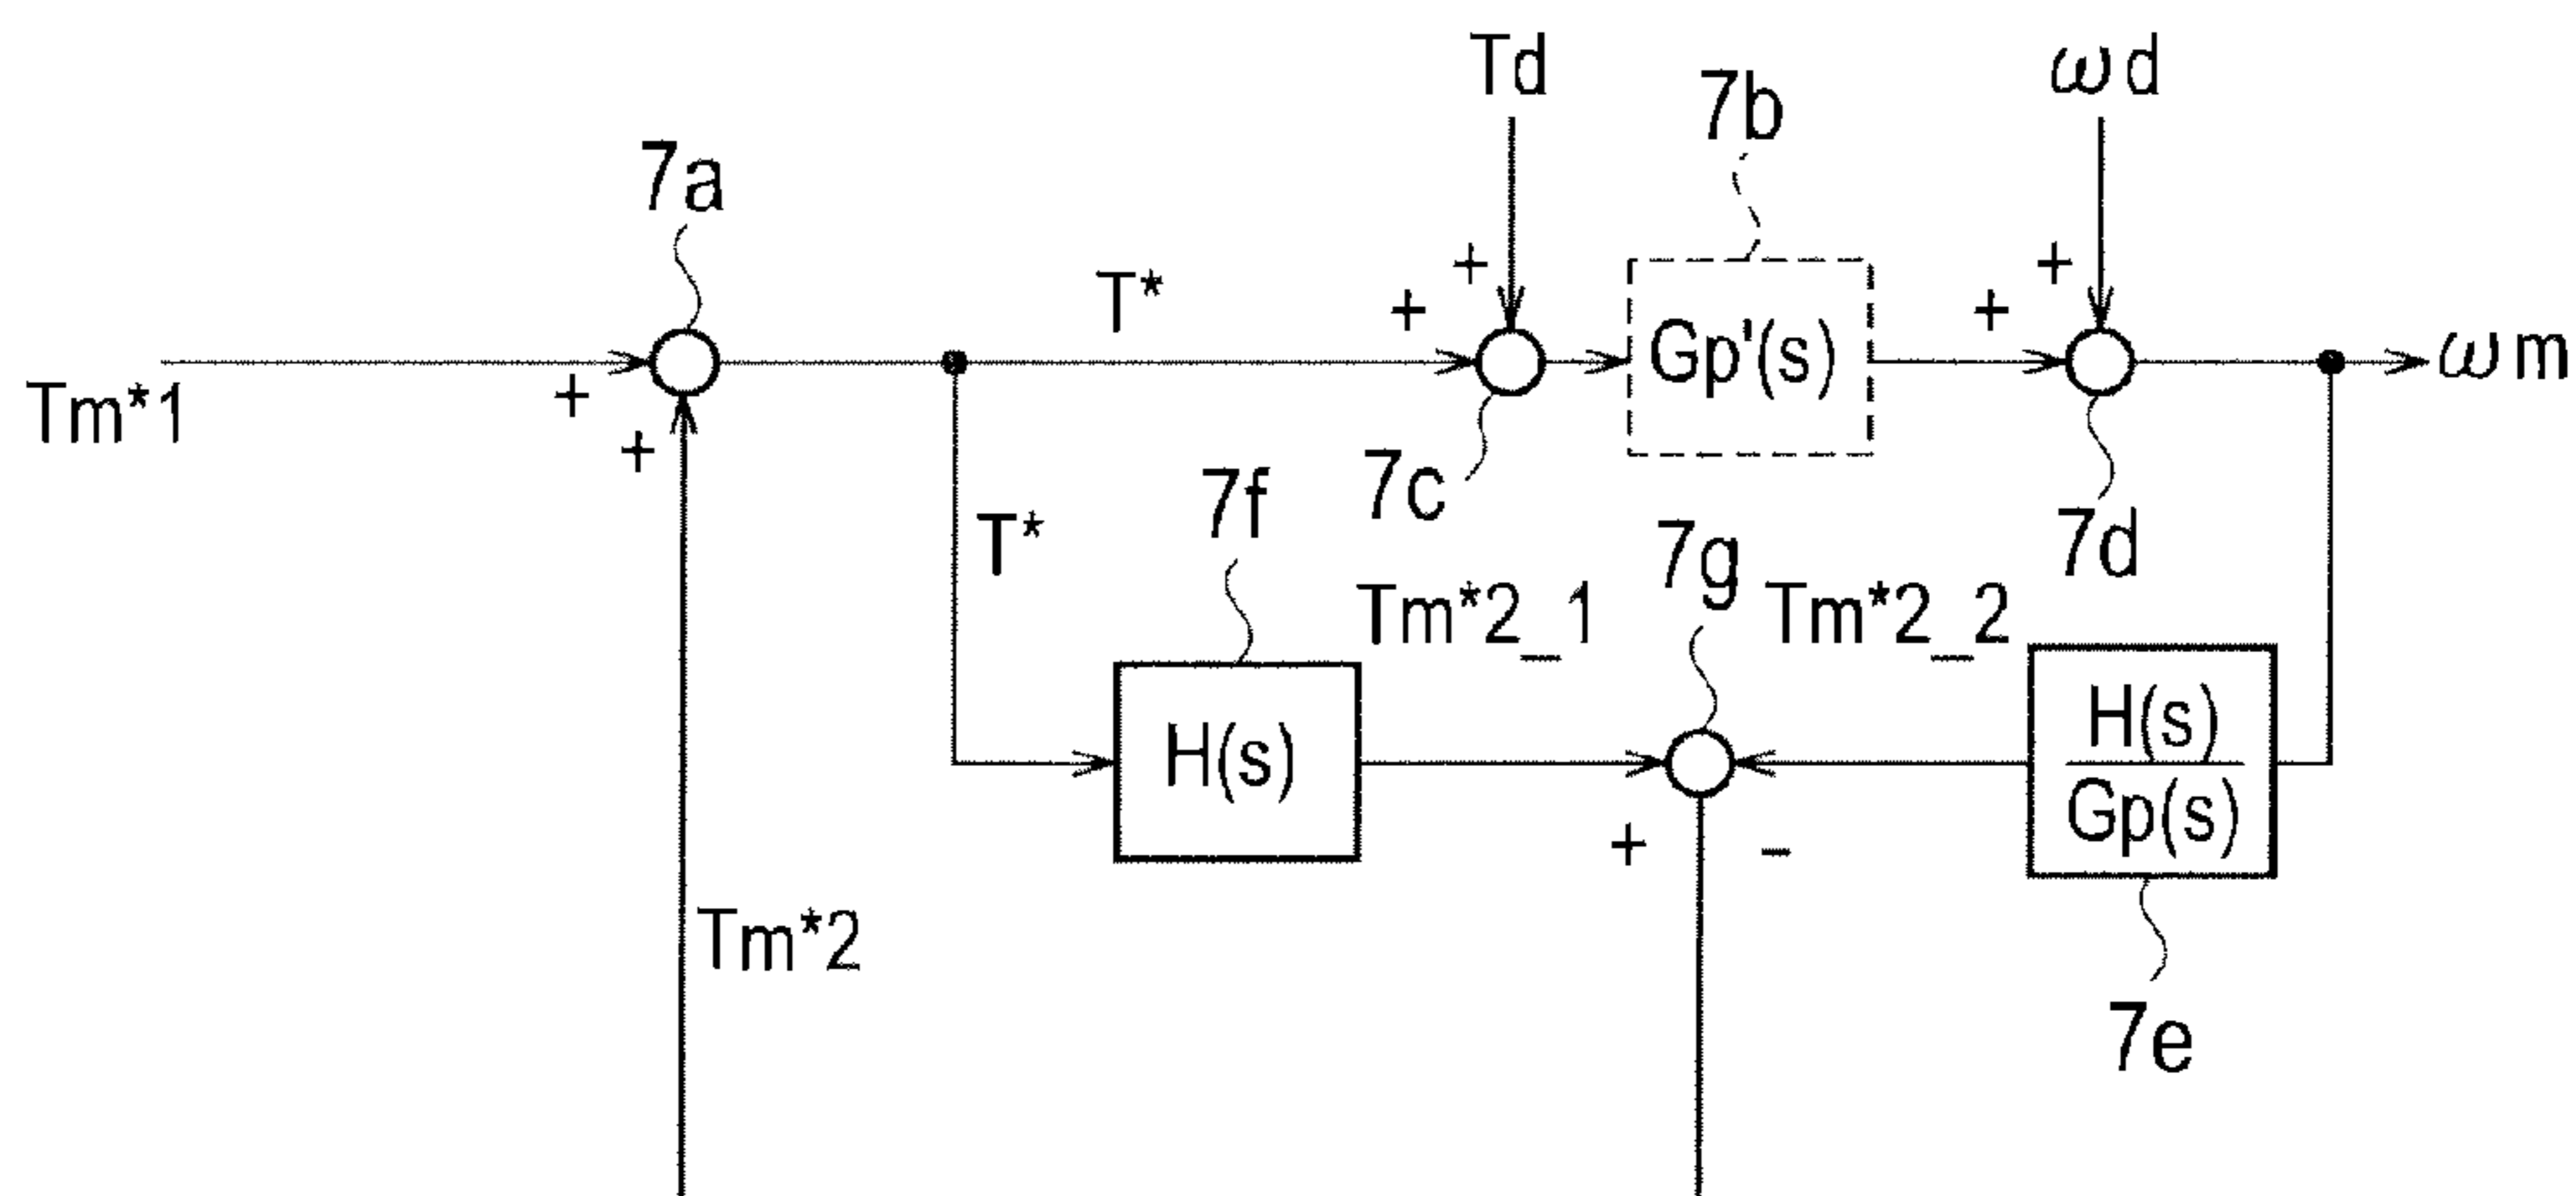 Td
ωd
7b
7a
T*
+
+
+
+
Gp'(s)
ωm
Tm*1
+
+
7f
7c
T*
7g
7d
Tm*2_1
Tm*2_2
H(s)
H(s)
Gp(s)
+
-
Tm*2
7e